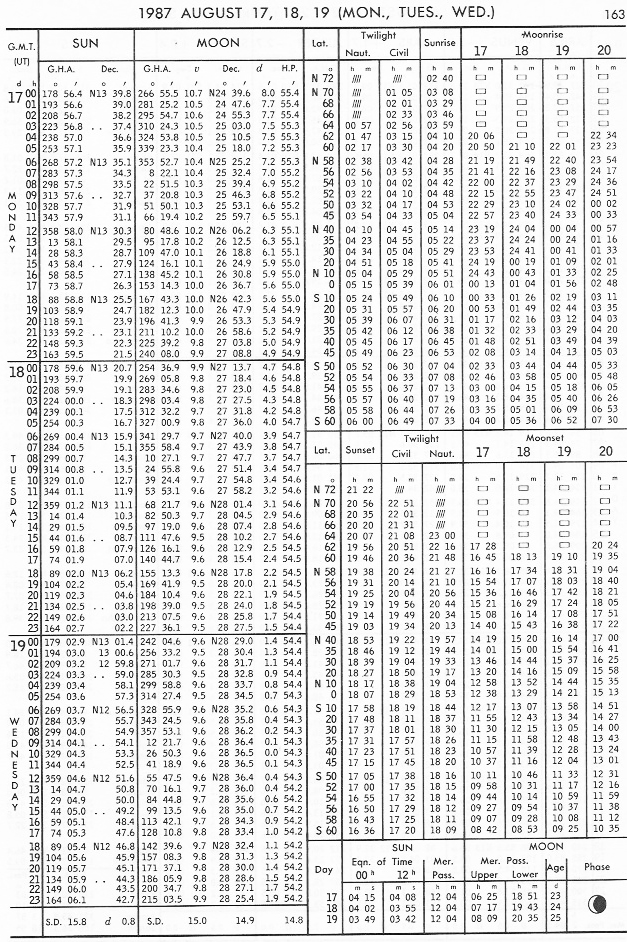 1987 AUGUST 17, 18, 19 (MON., TUES., WED.)
163
G.M.T. (UT)
SUN
MOON
G.H.A. Dec. G.H.A. v Dec. d H.P.
d h ° ′ ° ′ ° ′ ′ ° ′ ′ ′
MONDAY
17 00 178 56.4 N13 39.8 266 55.5 10.7 N24 39.6 8.0 55.4
01 193 56.6 39.0 281 25.2 10.5 24 47.6 7.7 55.4
02 208 56.7 38.2 295 54.7 10.6 24 55.3 7.7 55.4
03 223 56.8 .. 37.4 310 24.3 10.5 25 03.0 7.5 55.3
04 238 57.0 36.6 324 53.8 10.5 25 10.5 7.5 55.3
05 253 57.1 35.9 339 23.3 10.4 25 18.0 7.2 55.3
06 268 57.2 N13 35.1 353 52.7 10.4 N25 25.2 7.2 55.3
07 283 57.3 34.3 8 22.1 10.4 25 32.4 7.0 55.2
08 298 57.5 33.5 22 51.5 10.3 25 39.4 6.9 55.2
09 313 57.6 .. 32.7 37 20.8 10.3 25 46.3 6.8 55.2
10 328 57.7 31.9 51 50.1 10.3 25 53.1 6.6 55.2
11 343 57.9 31.1 66 19.4 10.2 25 59.7 6.5 55.1
12 358 58.0 N13 30.3 80 48.6 10.2 N26 06.2 6.3 55.1
13 13 58.1 29.5 95 17.8 10.2 26 12.5 6.3 55.1
14 28 58.3 28.7 109 47.0 10.1 26 18.8 6.1 55.1
15 43 58.4 .. 27.9 124 16.1 10.1 26 24.9 5.9 55.0
16 58 58.5 27.1 138 45.2 10.1 26 30.8 5.9 55.0
17 73 58.7 26.3 153 14.3 10.0 26 36.7 5.6 55.0
18 88 58.8 N13 25.5 167 43.3 10.0 N26 42.3 5.6 55.0
19 103 58.9 24.7 182 12.3 10.0 26 47.9 5.4 54.9
20 118 59.1 23.9 196 41.3 9.9 26 53.3 5.3 54.9
21 133 59.2 .. 23.1 211 10.2 10.0 26 58.6 5.2 54.9
22 148 59.3 22.3 225 39.2 9.8 27 03.8 5.0 54.9
23 163 59.5 21.5 240 08.0 9.9 27 08.8 4.9 54.9
TUESDAY
18 00 178 59.6 N13 20.7 254 36.9 9.9 N27 13.7 4.7 54.8
01 193 59.7 19.9 269 05.8 9.8 27 18.4 4.6 54.8
02 208 59.9 19.1 283 34.6 9.8 27 23.0 4.5 54.8
03 224 00.0 .. 18.3 298 03.4 9.8 27 27.5 4.3 54.8
04 239 00.1 17.5 312 32.2 9.7 27 31.8 4.2 54.8
05 254 00.3 16.7 327 00.9 9.8 27 36.0 4.0 54.7
06 269 00.4 N13 15.9 341 29.7 9.7 N27 40.0 3.9 54.7
07 284 00.5 15.1 355 58.4 9.7 27 43.9 3.8 54.7
08 299 00.7 14.3 10 27.1 9.7 27 47.7 3.7 54.7
09 314 00.8 .. 13.5 24 55.8 9.6 27 51.4 3.4 54.7
10 329 01.0 12.7 39 24.4 9.7 27 54.8 3.4 54.6
11 344 01.1 11.9 53 53.1 9.6 27 58.2 3.2 54.6
12 359 01.2 N13 11.1 68 21.7 9.6 N28 01.4 3.1 54.6
13 14 01.4 10.3 82 50.3 9.7 28 04.5 2.9 54.6
14 29 01.5 09.5 97 19.0 9.6 28 07.4 2.8 54.6
15 44 01.6 .. 08.7 111 47.6 9.5 28 10.2 2.7 54.6
16 59 01.8 07.9 126 16.1 9.6 28 12.9 2.5 54.5
17 74 01.9 07.0 140 44.7 9.6 28 15.4 2.4 54.5
18 89 02.0 N13 06.2 155 13.3 9.6 N28 17.8 2.2 54.5
19 104 02.2 05.4 169 41.9 9.5 28 20.0 2.1 54.5
20 119 02.3 04.6 184 10.4 9.6 28 22.1 1.9 54.5
21 134 02.5 .. 03.8 198 39.0 9.5 28 24.0 1.8 54.5
22 149 02.6 03.0 213 07.5 9.6 28 25.8 1.7 54.4
23 164 02.7 02.2 227 36.1 9.5 28 27.5 1.5 54.4
WEDNESDAY
19 00 179 02.9 N13 01.4 242 04.6 9.6 N28 29.0 1.4 54.4
01 194 03.0 13 00.6 256 33.2 9.5 28 30.4 1.3 54.4
02 209 03.2 12 59.8 271 01.7 9.6 28 31.7 1.1 54.4
03 224 03.3 .. 59.0 285 30.3 9.5 28 32.8 0.9 54.4
04 239 03.4 58.1 299 58.8 9.6 28 33.7 0.8 54.4
05 254 03.6 57.3 314 27.4 9.5 28 34.5 0.7 54.3
06 269 03.7 N12 56.5 328 55.9 9.6 N28 35.2 0.6 54.3
07 284 03.9 55.7 343 24.5 9.6 28 35.8 0.4 54.3
08 299 04.0 54.9 357 53.1 9.6 28 36.2 0.2 54.3
09 314 04.1 .. 54.1 12 21.7 9.6 28 36.4 0.1 54.3
10 329 04.3 53.3 26 50.3 9.6 28 36.5 0.0 54.3
11 344 04.4 52.5 41 18.9 9.6 28 36.5 0.1 54.3
12 359 04.6 N12 51.6 55 47.5 9.6 N28 36.4 0.3 54.3
13 14 04.7 50.8 70 16.1 9.7 28 36.0 0.4 54.2
14 29 04.9 50.0 84 44.8 9.7 28 35.6 0.6 54.2
15 44 05.0 .. 49.2 99 13.5 9.6 28 35.0 0.7 54.2
16 59 05.1 48.4 113 42.1 9.7 28 34.3 0.9 54.2
17 74 05.3 47.6 128 10.8 9.8 28 33.4 1.0 54.2
18 89 05.4 N12 46.8 142 39.6 9.7 N28 32.4 1.1 54.2
19 104 05.6 45.9 157 08.3 9.8 28 31.3 1.3 54.2
20 119 05.7 45.1 171 37.1 9.8 28 30.0 1.4 54.2
21 134 05.9 .. 44.3 186 05.9 9.8 28 28.6 1.5 54.2
22 149 06.0 43.5 200 34.7 9.8 28 27.1 1.7 54.2
23 164 06.1 42.7 215 03.5 9.9 28 25.4 1.9 54.2
S.D. 15.8 d 0.8 S.D. 15.0 14.9 14.8
Lat. Twilight Sunrise Moonrise
Naut. Civil 17 18 19 20
° h m h m h m h m h m h m h m
N 72 //// //// 02 40 □ □ □ □
N 70 //// 01 05 03 08 □ □ □ □
68 //// 02 01 03 29 □ □ □ □
66 //// 02 33 03 46 □ □ □ □
64 00 57 02 56 03 59 □ □ □ □
62 01 47 03 15 04 10 20 06 □ □ 22 34
60 02 17 03 30 04 20 20 50 21 10 22 01 23 23
N 58 02 38 03 42 04 28 21 19 21 49 22 40 23 54
56 02 56 03 53 04 35 21 41 22 16 23 08 24 17
54 03 10 04 02 04 42 22 00 22 37 23 29 24 36
52 03 22 04 10 04 48 22 15 22 55 23 47 24 51
50 03 32 04 17 04 53 22 29 23 10 24 02 00 02
45 03 54 04 33 05 04 22 57 23 40 24 33 00 33
N 40 04 10 04 45 05 14 23 19 24 04 00 04 00 57
35 04 23 04 55 05 22 23 37 24 24 00 24 01 16
30 04 34 05 04 05 29 23 53 24 41 00 41 01 33
20 04 51 05 18 05 41 24 19 00 19 01 09 02 01
N 10 05 04 05 29 05 51 24 43 00 43 01 33 02 25
0 05 15 05 39 06 01 00 13 01 04 01 56 02 48
S 10 05 24 05 49 06 10 00 33 01 26 02 19 03 11
20 05 31 05 57 06 20 00 53 01 49 02 44 03 35
30 05 39 06 07 06 31 01 17 02 16 03 12 04 03
35 05 42 06 12 06 38 01 32 02 33 03 29 04 20
40 05 45 06 17 06 45 01 48 02 51 03 49 04 39
45 05 49 06 23 06 53 02 08 03 14 04 13 05 03
S 50 05 52 06 30 07 04 02 33 03 44 04 44 05 33
52 05 54 06 33 07 08 02 46 03 58 05 00 05 48
54 05 55 06 37 07 13 03 00 04 15 05 18 06 05
56 05 57 06 40 07 19 03 16 04 35 05 40 06 26
58 05 58 06 44 07 26 03 35 05 01 06 09 06 53
S 60 06 00 06 49 07 33 04 00 05 36 06 52 07 30
Lat. Sunset Twilight Moonset
Civil Naut. 17 18 19 20
° h m h m h m h m h m h m h m
N 72 21 22 //// //// □ □ □ □
N 70 20 56 22 51 //// □ □ □ □
68 20 35 22 01 //// □ □ □ □
66 20 20 21 31 //// □ □ □ □
64 20 07 21 08 23 00 □ □ □ □
62 19 56 20 51 22 16 17 28 □ □ 20 24
60 19 46 20 36 21 48 16 45 18 13 19 10 19 35
N 58 19 38 20 24 21 27 16 16 17 34 18 31 19 04
56 19 31 20 14 21 10 15 54 17 07 18 03 18 40
54 19 25 20 04 20 56 15 36 16 46 17 42 18 21
52 19 19 19 56 20 44 15 21 16 29 17 24 18 05
50 19 14 19 49 20 34 15 08 16 14 17 08 17 51
45 19 03 19 34 20 13 14 40 15 43 16 38 17 22
N 40 18 53 19 22 19 57 14 19 15 20 16 14 17 00
35 18 46 19 12 19 44 14 01 15 00 15 54 16 41
30 18 39 19 04 19 33 13 46 14 44 15 37 16 25
20 18 27 18 50 19 17 13 20 14 16 15 09 15 58
N 10 18 17 18 38 19 04 12 58 13 52 14 44 15 35
0 18 07 18 29 18 53 12 38 13 29 14 21 15 13
S 10 17 58 18 19 18 44 12 17 13 07 13 58 14 51
20 17 48 18 11 18 37 11 55 12 43 13 34 14 27
30 17 37 18 01 18 30 11 30 12 15 13 05 14 00
35 17 31 17 57 18 26 11 15 11 58 12 48 13 43
40 17 23 17 51 18 23 10 57 11 39 12 28 13 24
45 17 15 17 45 18 20 10 37 11 16 12 04 13 01
S 50 17 05 17 38 18 16 10 11 10 46 11 33 12 31
52 17 00 17 35 18 15 09 58 10 31 11 17 12 16
54 16 55 17 32 18 14 09 44 10 14 10 59 11 59
56 16 50 17 29 18 12 09 27 09 54 10 37 11 38
58 16 43 17 25 18 11 09 07 09 28 10 08 11 12
S 60 16 36 17 20 18 09 08 42 08 53 09 25 10 35
Day SUN MOON
Eqn. of Time Mer. Pass. Mer. Pass. Age Phase
00h 12h Upper Lower
m s m s h m h m h m d
17 04 15 04 08 12 04 06 25 18 51 23
18 04 02 03 55 12 04 07 17 19 43 24
19 03 49 03 42 12 04 08 09 20 35 25